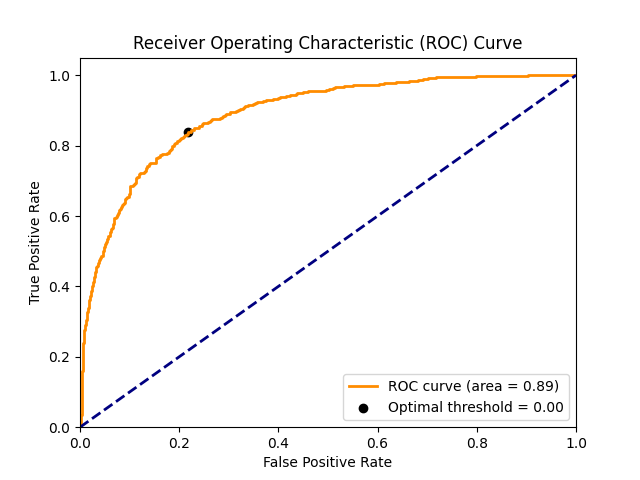 Receiver Operating Characteristic (ROC) Curve
1.0
0.8
0.6
0.4
0.2
0.0
True Positive Rate
ROC curve (area = 0.89)
Optimal threshold = 0.00
0.0 0.2 0.4 0.6 0.8 1.0
False Positive Rate